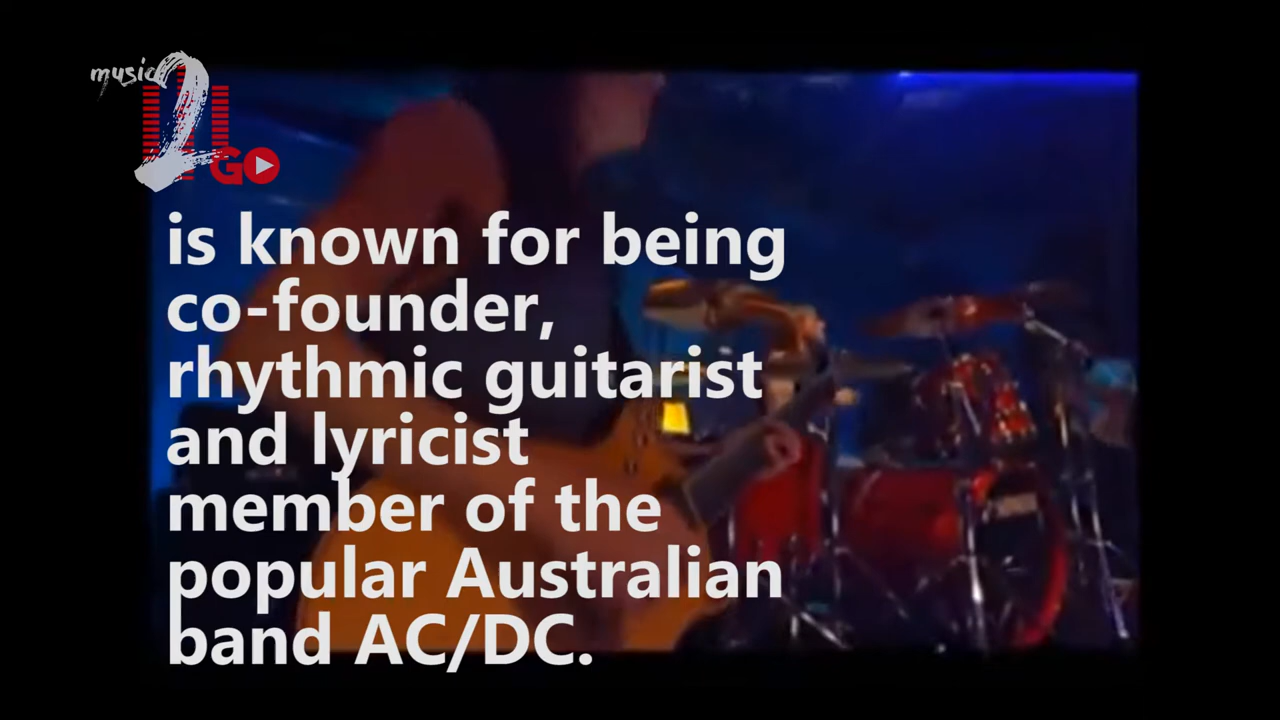 music
2
GO
is known for being
co-founder,
rhythmic guitarist
and lyricist
member of the
popular Australian
band AC/DC.